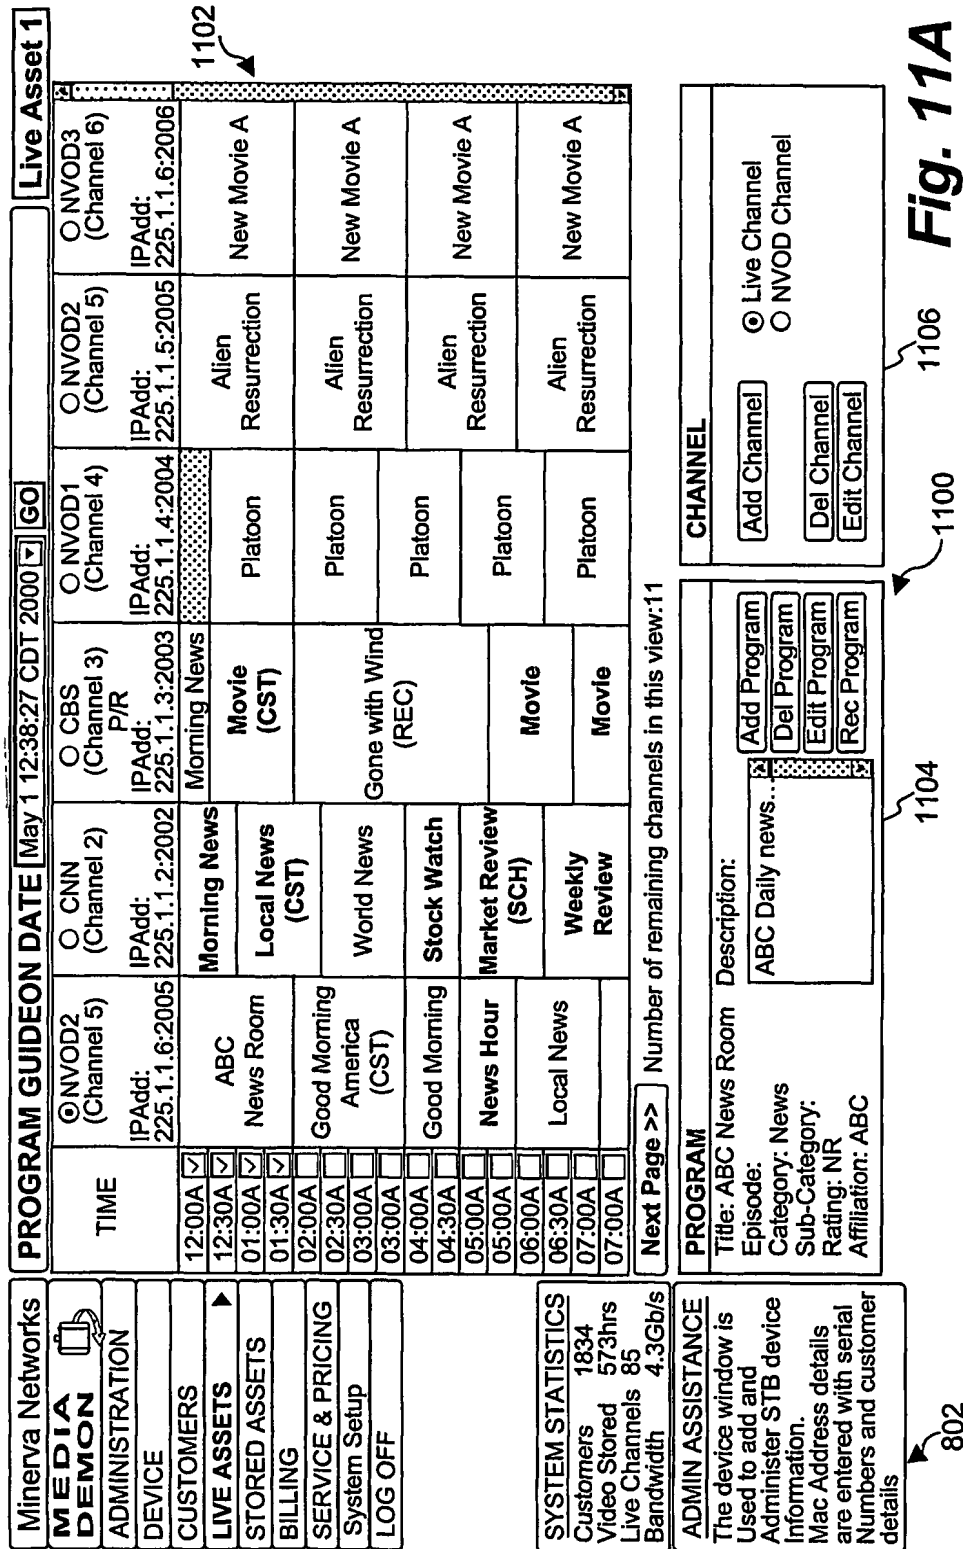 Minerva Networks
MEDIA
DEMON
ADMINISTRATION
DEVICE
CUSTOMERS
LIVE ASSETS
STORED ASSETS
BILLING
SERVICE & PRICING
System Setup
LOG OFF
SYSTEM STATISTICS
Customers 1834
Video Stored 573hrs
Live Channels 85
Bandwidth 4.3Gb/s
ADMIN ASSISTANCE
The device window is
Used to add and
Administer STB device
Information.
Mac Address details
are entered with serial
Numbers and customer
details
802
PROGRAM GUIDEON DATE May 1 12:38:27 CDT 2000 GO
Live Asset 1
TIME
NVOD2
(Channel 5)
IPAdd:
225.1.1.6:2005
CNN
(Channel 2)
IPAdd:
225.1.1.2:2002
CBS
(Channel 3)
P/R
IPAdd:
225.1.1.3:2003
NVOD1
(Channel 4)
IPAdd:
225.1.1.4:2004
NVOD2
(Channel 5)
IPAdd:
225.1.1.5:2005
NVOD3
(Channel 6)
IPAdd:
225.1.1.6:2006
12:00A
12:30A
01:00A
01:30A
02:00A
02:30A
03:00A
03:00A
04:00A
04:30A
05:00A
05:00A
06:00A
06:30A
07:00A
07:00A
ABC
News Room
Good Morning
America
(CST)
Good Morning
News Hour
Local News
Morning News
Local News
(CST)
World News
Stock Watch
Market Review
(SCH)
Weekly
Review
Morning News
Movie
(CST)
Gone with Wind
(REC)
Movie
Movie
Platoon
Platoon
Platoon
Platoon
Platoon
Alien
Resurrection
Alien
Resurrection
Alien
Resurrection
Alien
Resurrection
New Movie A
New Movie A
New Movie A
New Movie A
1102
Next Page >> Number of remaining channels in this view:11
PROGRAM
Title: ABC News Room
Episode:
Category: News
Sub-Category:
Rating: NR
Affiliation: ABC
Description:
ABC Daily news...
Add Program
Del Program
Edit Program
Rec Program
1104
1100
CHANNEL
Add Channel
Del Channel
Edit Channel
Live Channel
NVOD Channel
1106
Fig. 11A